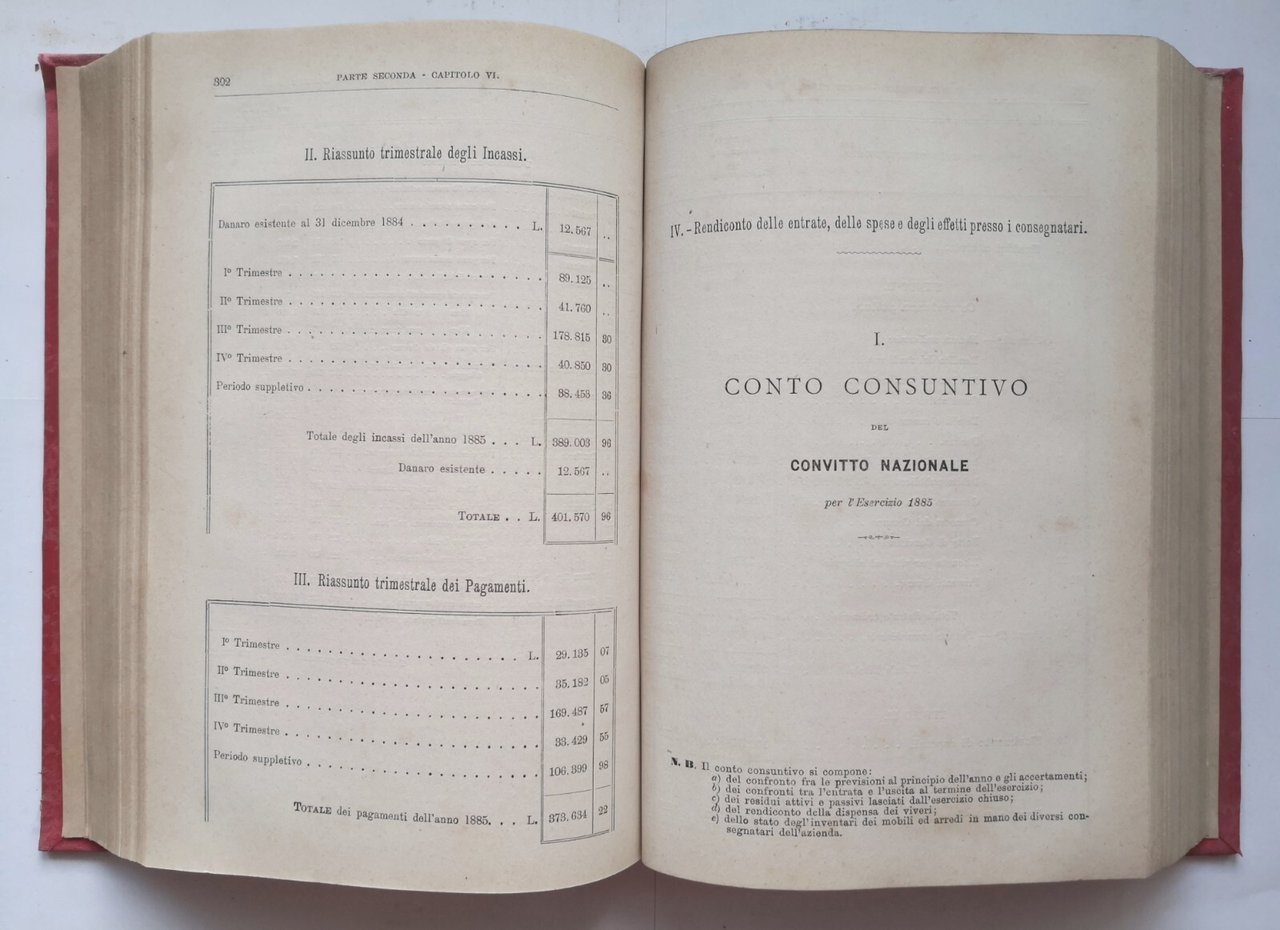 302
PARTE SECONDA - CAPITOLO VI.
II. Riassunto trimestrale degli Incassi.
Danaro esistente al 31 dicembre 1884 . . . . . . . . . . L. 12.567 ..
I° Trimestre . . . . . . . . . . . . . . . . . . . . . . . 89.125 ..
II° Trimestre . . . . . . . . . . . . . . . . . . . . . . . 41.760 ..
III° Trimestre . . . . . . . . . . . . . . . . . . . . . . . 178.815 30
IV° Trimestre . . . . . . . . . . . . . . . . . . . . . . . 40.850 30
Periodo suppletivo . . . . . . . . . . . . . . . . . . . . . 38.453 36
Totale degli incassi dell'anno 1885 . . . L. 389.003 96
Danaro esistente . . . . . 12.567 ..
TOTALE . . L. 401.570 96
III. Riassunto trimestrale dei Pagamenti.
I° Trimestre . . . . . . . . . . . . . . . . . . . . . L. 29.135 07
II° Trimestre . . . . . . . . . . . . . . . . . . . . . . . 35.182 05
III° Trimestre . . . . . . . . . . . . . . . . . . . . . . . 169.487 57
IV° Trimestre . . . . . . . . . . . . . . . . . . . . . . . 33.429 55
Periodo suppletivo . . . . . . . . . . . . . . . . . . . . . 106.399 98
TOTALE dei pagamenti dell'anno 1885. . . L. 373.634 22
IV. - Rendiconto delle entrate, delle spese e degli effetti presso i consegnatari.
I.
CONTO CONSUNTIVO
DEL
CONVITTO NAZIONALE
per l'Esercizio 1885
N. B. Il conto consuntivo si compone:
a) del confronto fra le previsioni al principio dell'anno e gli accertamenti;
b) dei confronti tra l'entrata e l'uscita al termine dell'esercizio;
c) dei residui attivi e passivi lasciati dall'esercizio chiuso;
d) del rendiconto della dispensa dei viveri;
e) dello stato degl'inventari dei mobili ed arredi in mano dei diversi con-
segnatari dell'azienda.